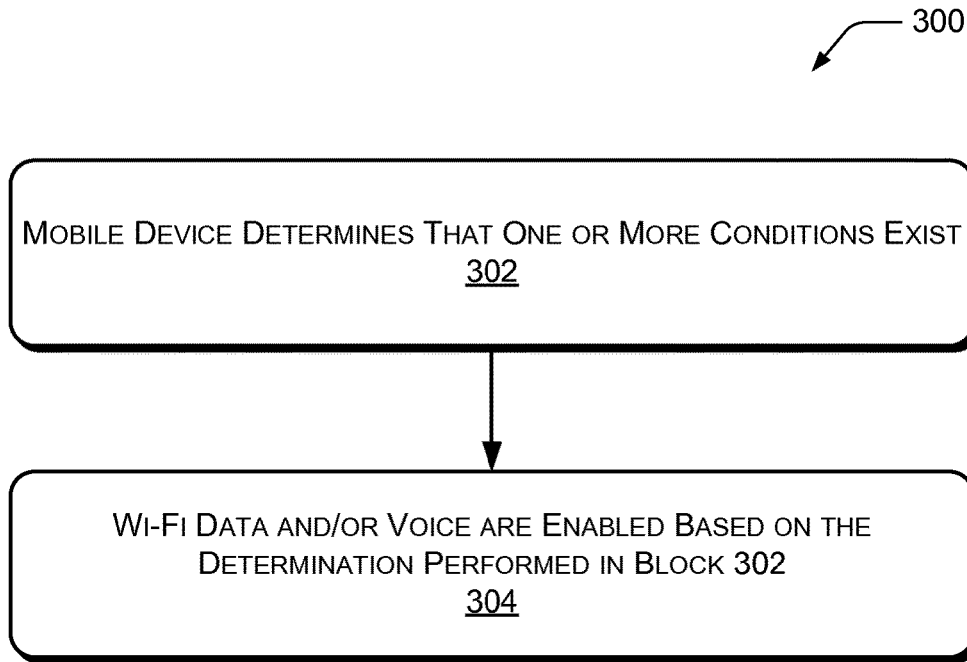 300
MOBILE DEVICE DETERMINES THAT ONE OR MORE CONDITIONS EXIST
302
WI-FI DATA AND/OR VOICE ARE ENABLED BASED ON THE
DETERMINATION PERFORMED IN BLOCK 302
304